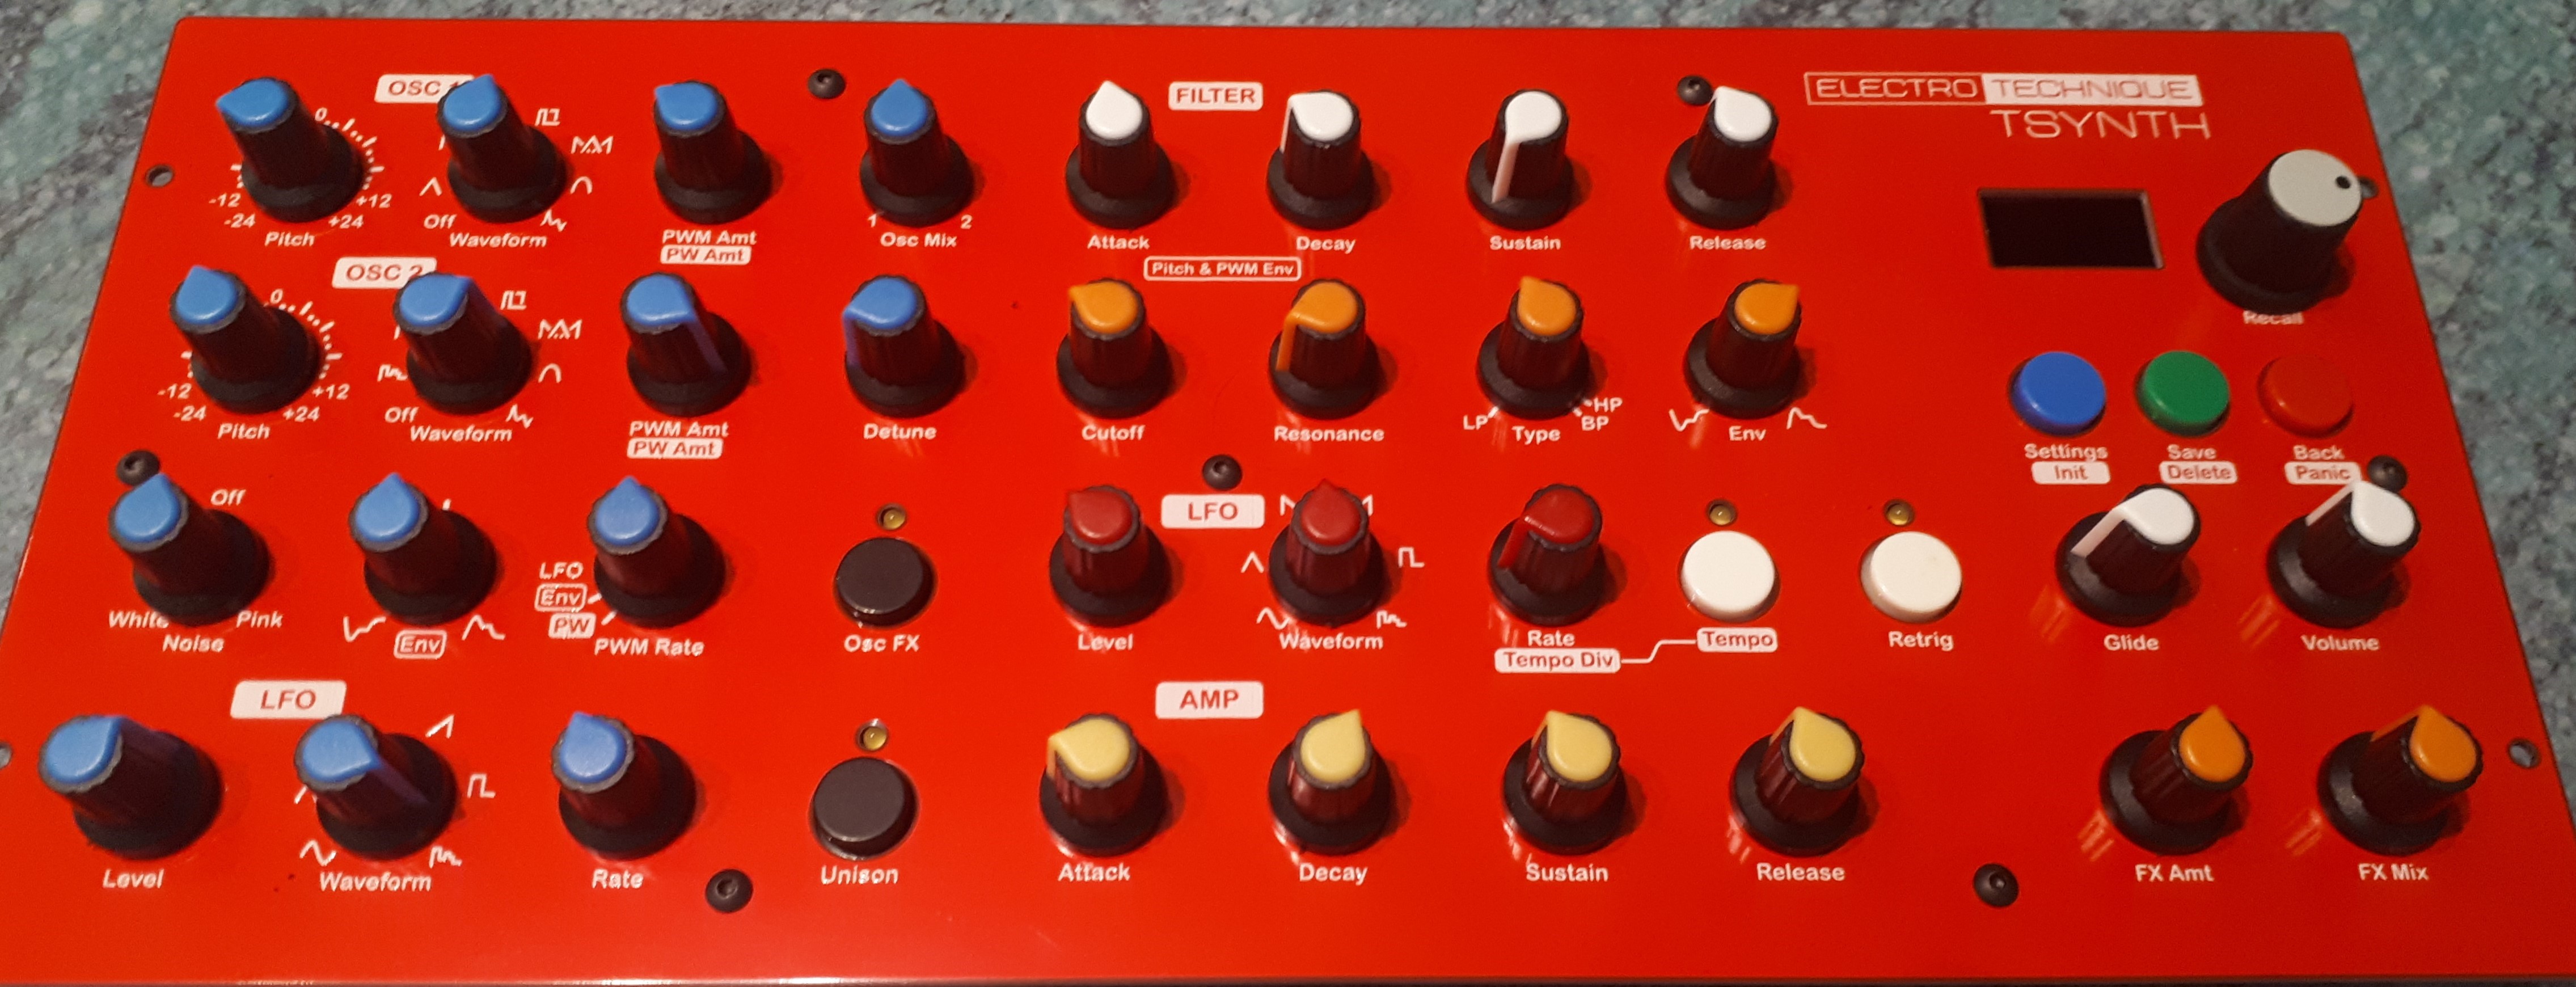 OSC 1
FILTER
ELECTRO TECHNIQUE
TSYNTH
0
-12 +12
-24 +24
Pitch
Off
Waveform
PWM Amt
PW Amt
1 2
Osc Mix
Attack
Decay
Sustain
Release
Pitch & PWM Env
OSC 2
0
-12 +12
-24 +24
Pitch
Off
Waveform
PWM Amt
PW Amt
Detune
Cutoff
Resonance
LP HP
BP
Type
Env
Recall
Settings
Init
Save
Delete
Back
Panic
Off
White Pink
Noise
Env
LFO
Env
PW
PWM Rate
Osc FX
LFO
Level
Waveform
Rate
Tempo Div
Tempo
Retrig
Glide
Volume
LFO
AMP
Level
Waveform
Rate
Unison
Attack
Decay
Sustain
Release
FX Amt
FX Mix